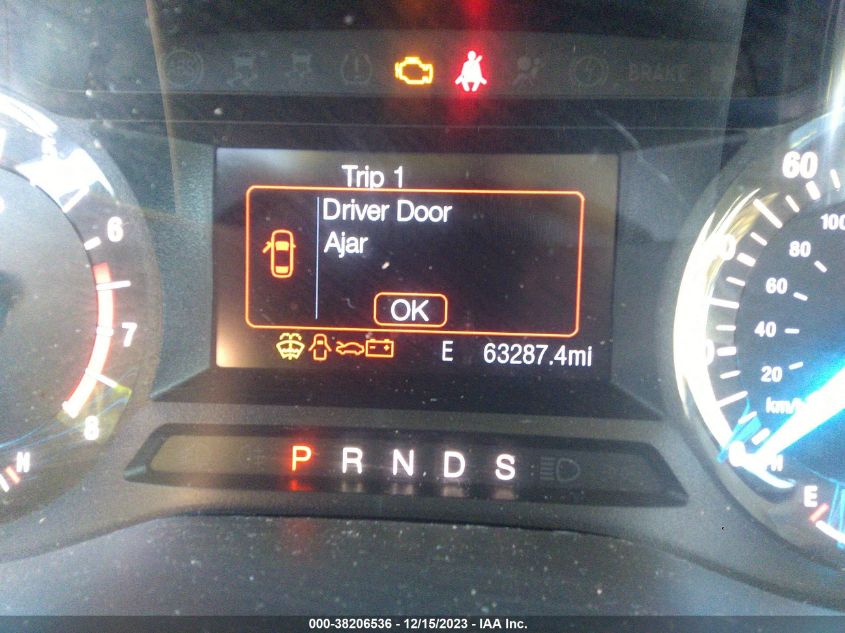 BRAKE
Trip 1
Driver Door
Ajar
OK
E 63287.4mi
P R N D S
6
7
8
H
60
100
80
60
40
20
km/h
0
E
000-38206536 - 12/15/2023 - IAA Inc.